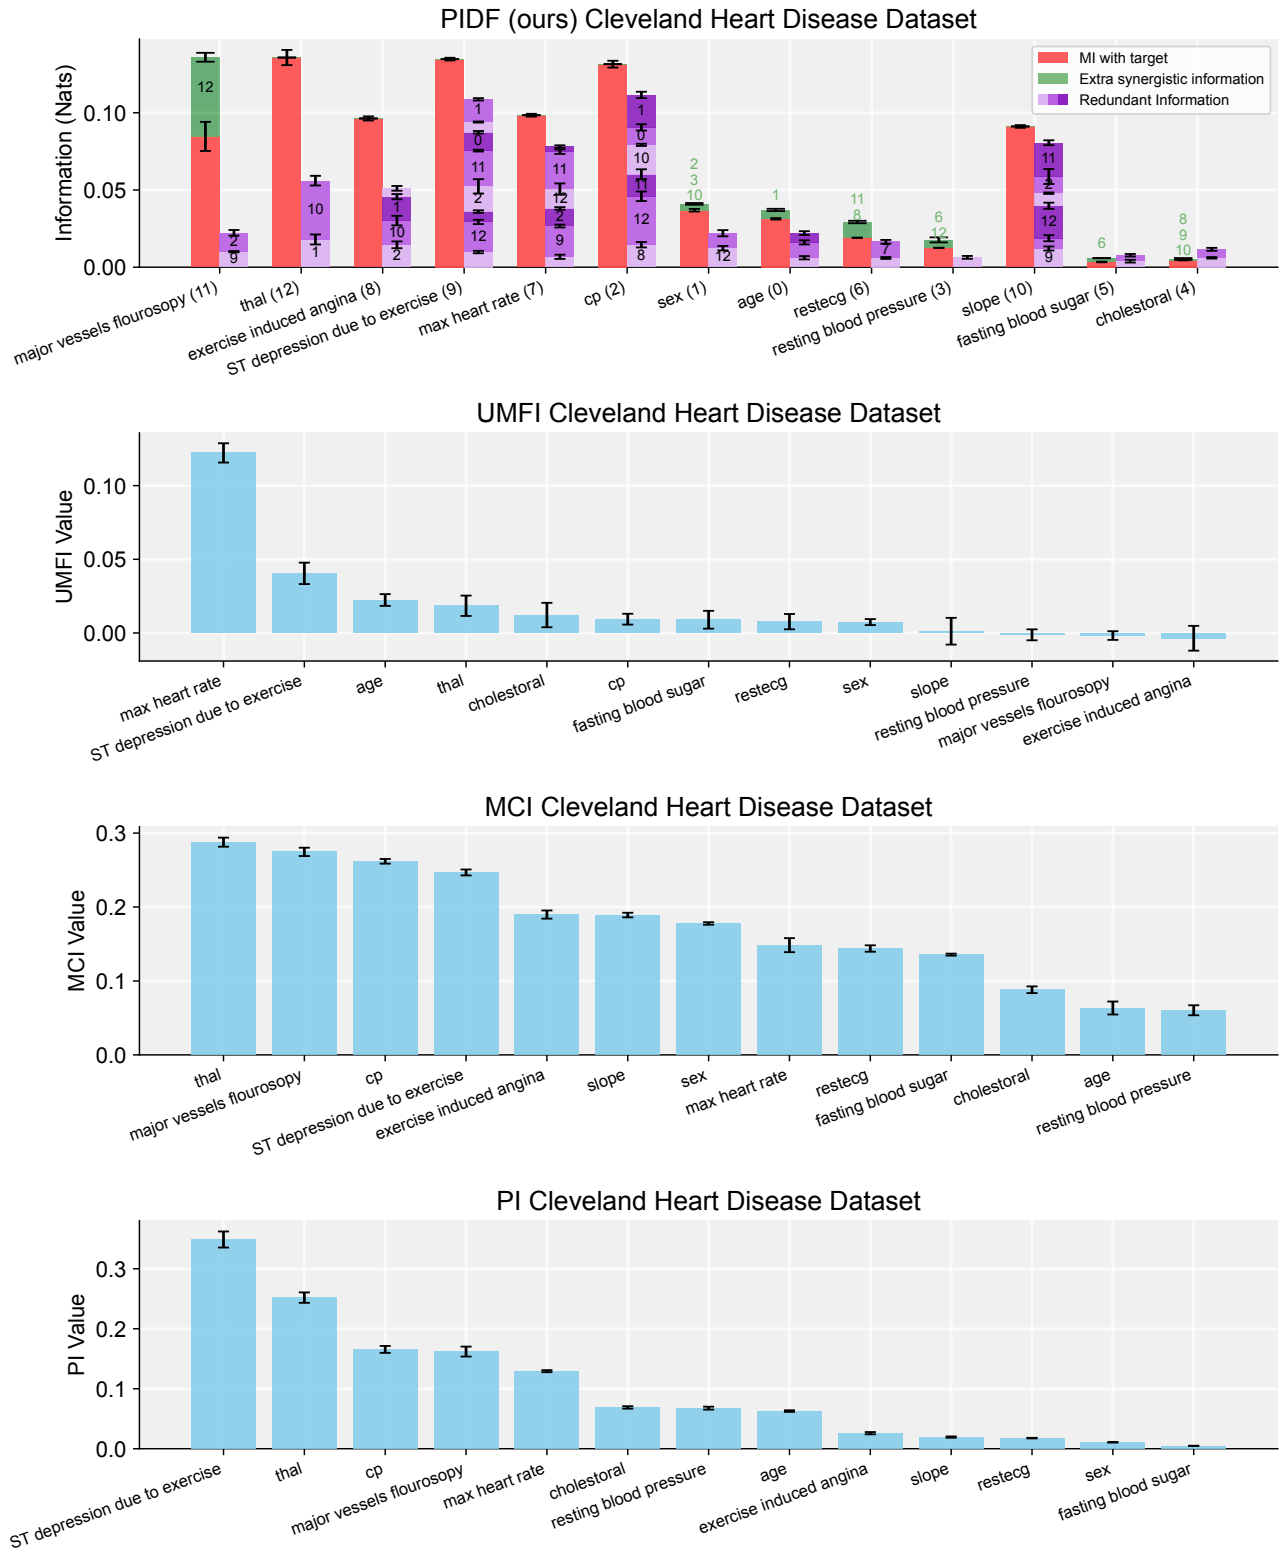 PIDF (ours) Cleveland Heart Disease Dataset
Information (Nats)
0.10
0.05
0.00
MI with target
Extra synergistic information
Redundant Information
12
2
9
10
1
1
10
2
1
0
11
2
12
11
12
2
9
1
0
10
11
12
8
2
3
10
12
1
11
8
7
6
12
11
2
12
9
6
8
9
10
major vessels flourosopy (11)
thal (12)
exercise induced angina (8)
ST depression due to exercise (9)
max heart rate (7)
cp (2)
sex (1)
age (0)
restecg (6)
resting blood pressure (3)
slope (10)
fasting blood sugar (5)
cholestoral (4)
UMFI Cleveland Heart Disease Dataset
UMFI Value
0.10
0.05
0.00
max heart rate
ST depression due to exercise
age
thal
cholestoral
cp
fasting blood sugar
restecg
sex
slope
resting blood pressure
major vessels flourosopy
exercise induced angina
MCI Cleveland Heart Disease Dataset
MCI Value
0.3
0.2
0.1
0.0
thal
major vessels flourosopy
cp
ST depression due to exercise
exercise induced angina
slope
sex
max heart rate
restecg
fasting blood sugar
cholestoral
age
resting blood pressure
PI Cleveland Heart Disease Dataset
PI Value
0.3
0.2
0.1
0.0
ST depression due to exercise
thal
cp
major vessels flourosopy
max heart rate
cholestoral
resting blood pressure
age
exercise induced angina
slope
restecg
sex
fasting blood sugar